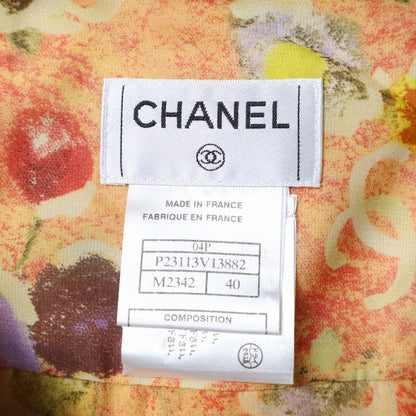 CHANEL
MADE IN FRANCE
FABRIQUE EN FRANCE
04P
P23113V13882
M2342 40
COMPOSITION